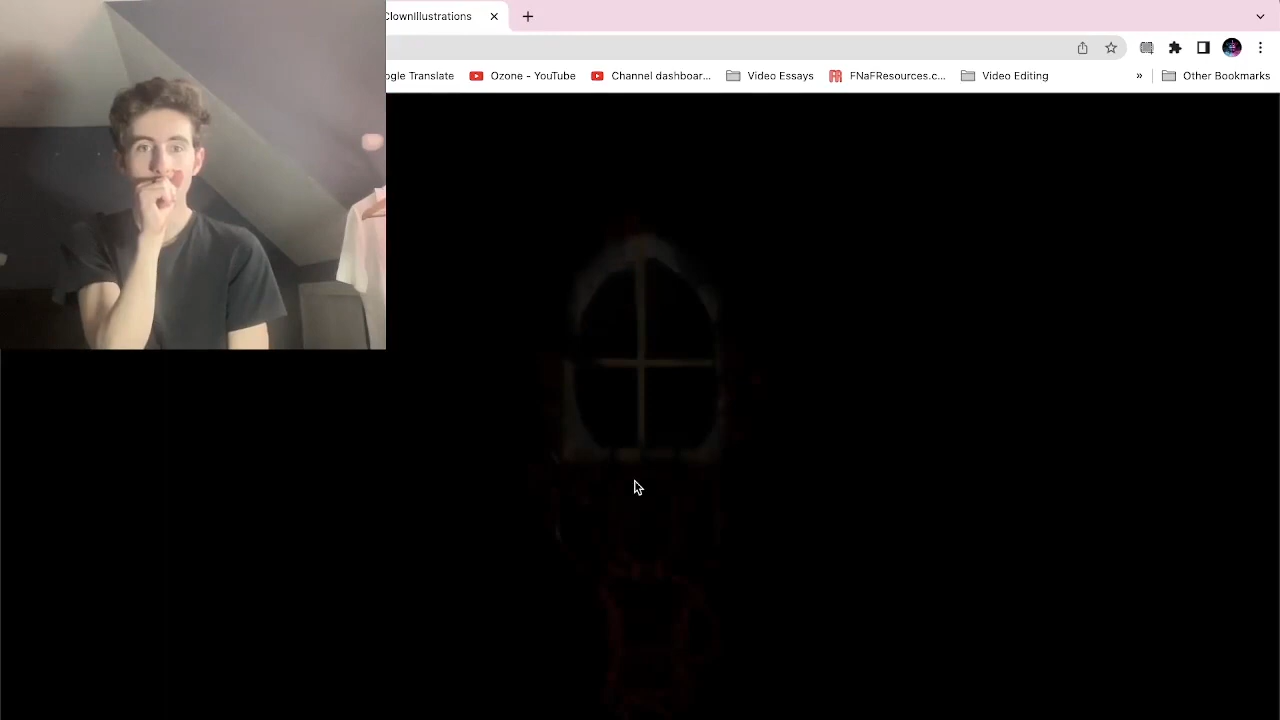 ClownIllustrations
ogle Translate
Ozone - YouTube
Channel dashboar...
Video Essays
FNaFResources.c...
Video Editing
»
Other Bookmarks